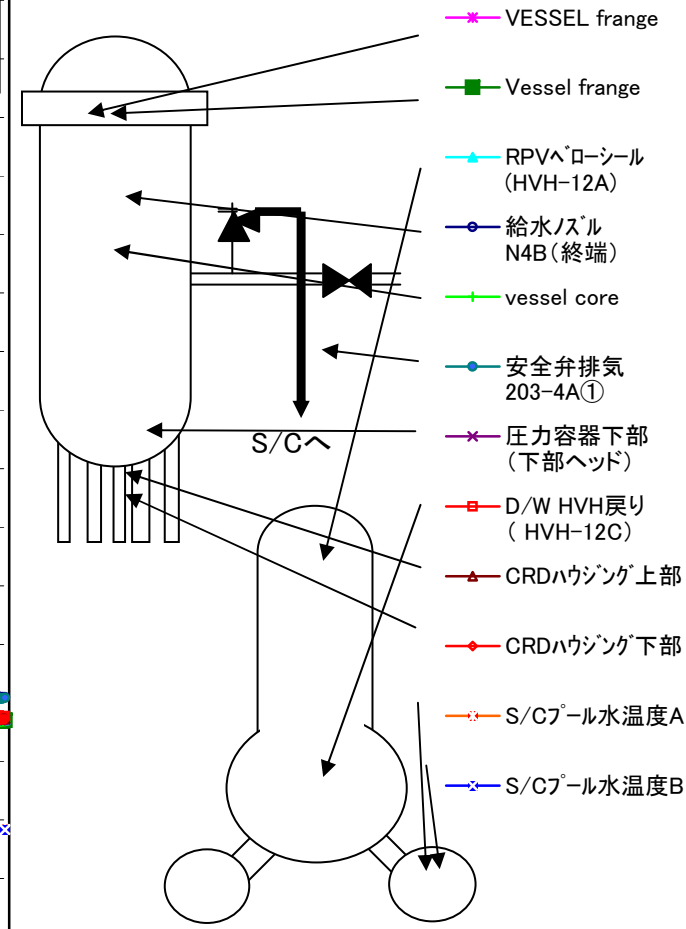 VESSEL frange
Vessel frange
RPVﾍﾞﾛｰｼｰﾙ
(HVH-12A)
給水ﾉｽﾞﾙ
N4B(終端)
vessel core
安全弁排気
203-4A①
圧力容器下部
(下部ヘッド)
D/W HVH戻り
( HVH-12C)
CRDﾊｳｼﾞﾝｸﾞ上部
CRDﾊｳｼﾞﾝｸﾞ下部
S/Cﾌﾟｰﾙ水温度A
S/Cﾌﾟｰﾙ水温度B
S/Cへ